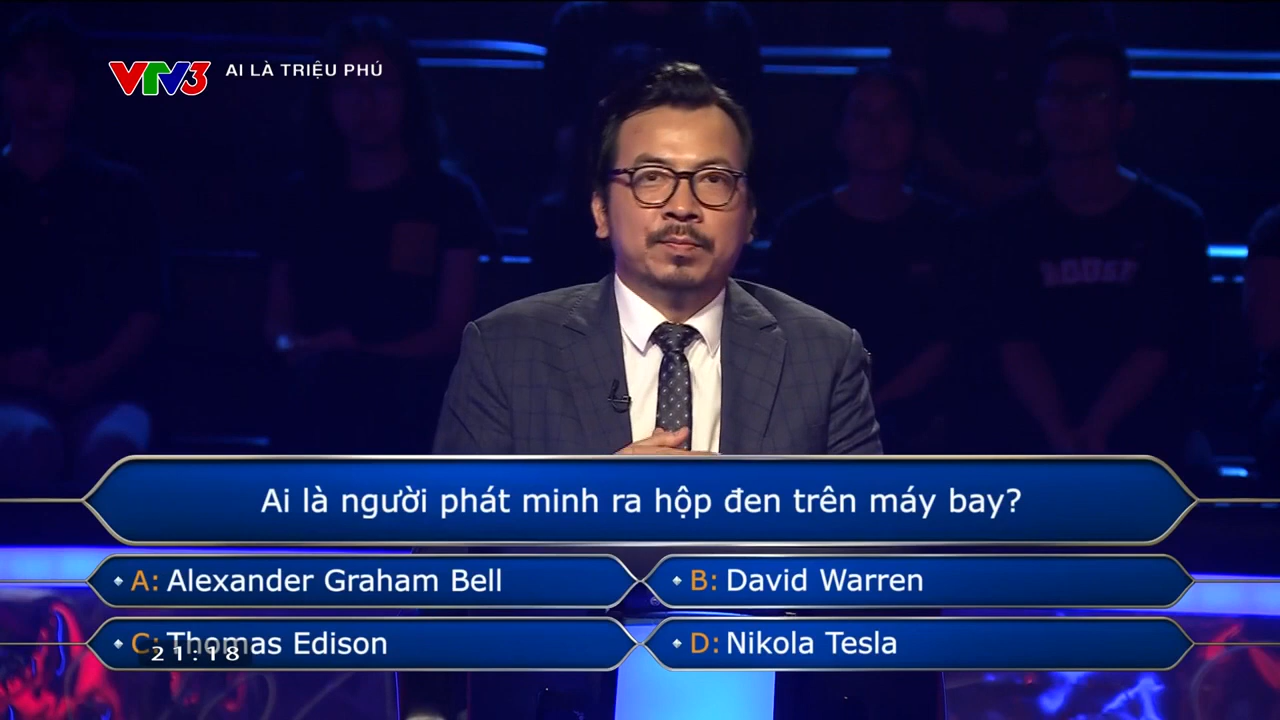 VTV3 AI LÀ TRIỆU PHÚ
Ai là người phát minh ra hộp đen trên máy bay?
A: Alexander Graham Bell
B: David Warren
C: Thomas Edison
D: Nikola Tesla
21:18